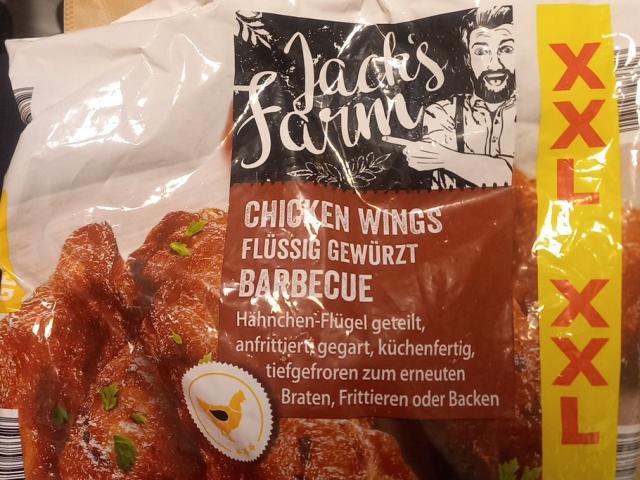 Jack's
Farm
CHICKEN WINGS
FLÜSSIG GEWÜRZT
BARBECUE
Hähnchen-Flügel geteilt,
anfrittiert, gegart, küchenfertig,
tiefgefroren zum erneuten
Braten, Frittieren oder Backen
XXL
XXL